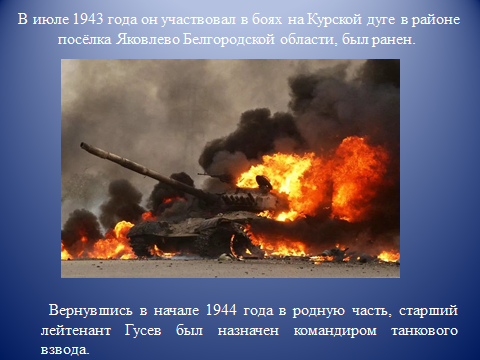 В июле 1943 года он участвовал в боях на Курской дуге в районе
посёлка Яковлево Белгородской области, был ранен.
Вернувшись в начале 1944 года в родную часть, старший
лейтенант Гусев был назначен командиром танкового
взвода.